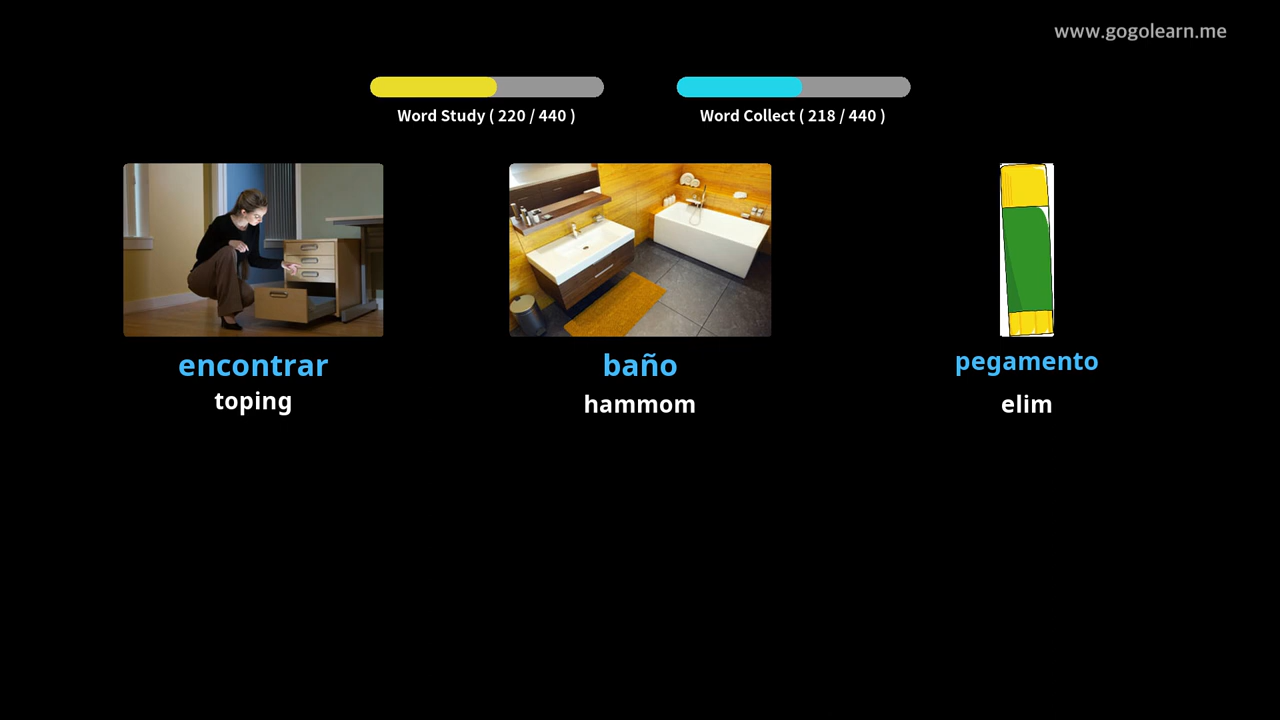 www.gogolearn.me
Word Study ( 220 / 440 )
Word Collect ( 218 / 440 )
encontrar
toping
baño
hammom
pegamento
elim